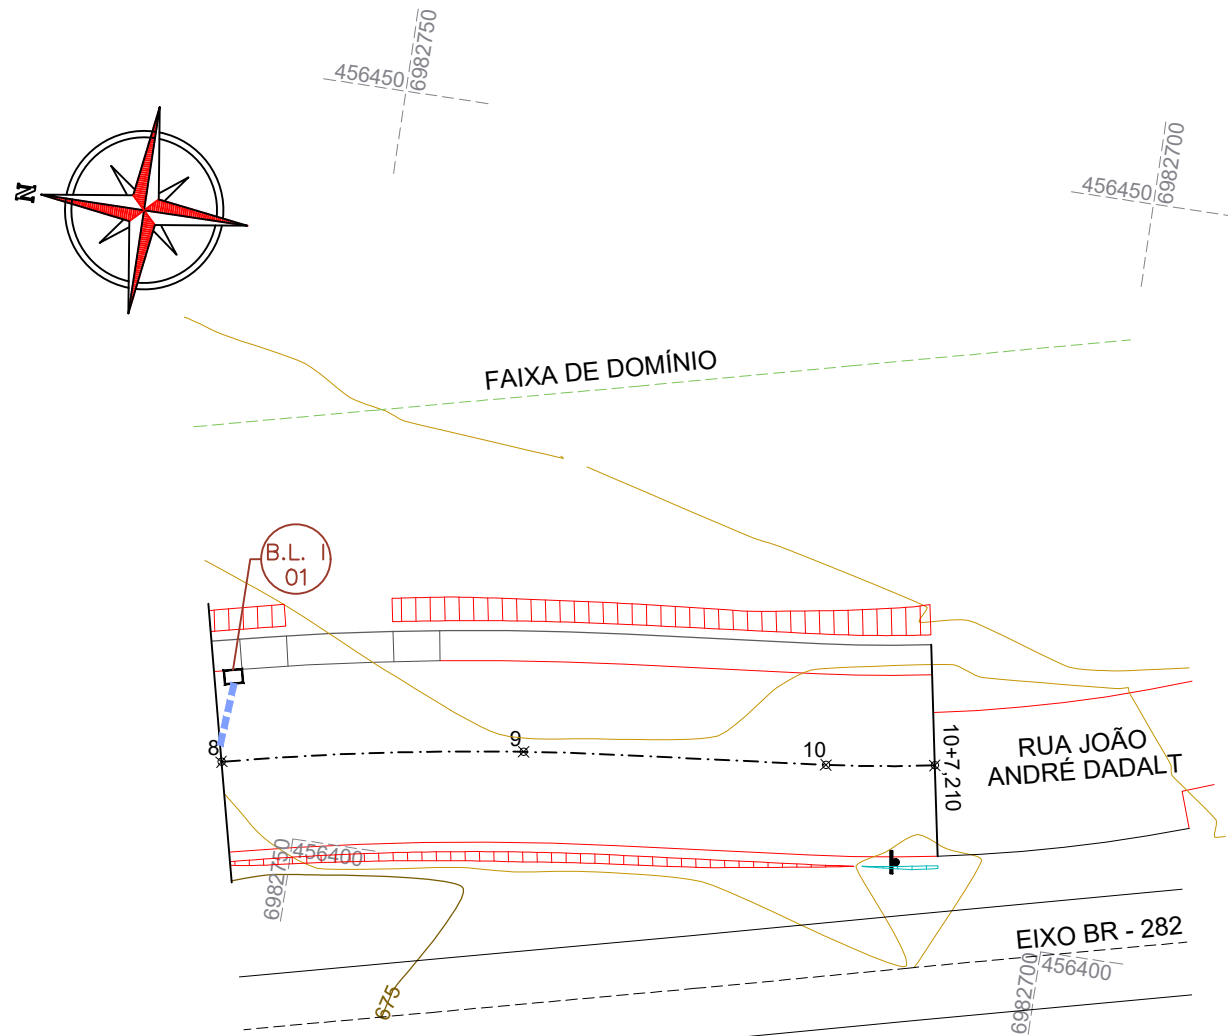 6982750
456450
6982700
456450
N
FAIXA DE DOMÍNIO
B.L. I
01
8
9
10
10+7,210
RUA JOÃO
ANDRÉ DADALT
6982750
456400
EIXO BR - 282
6982700
456400
675